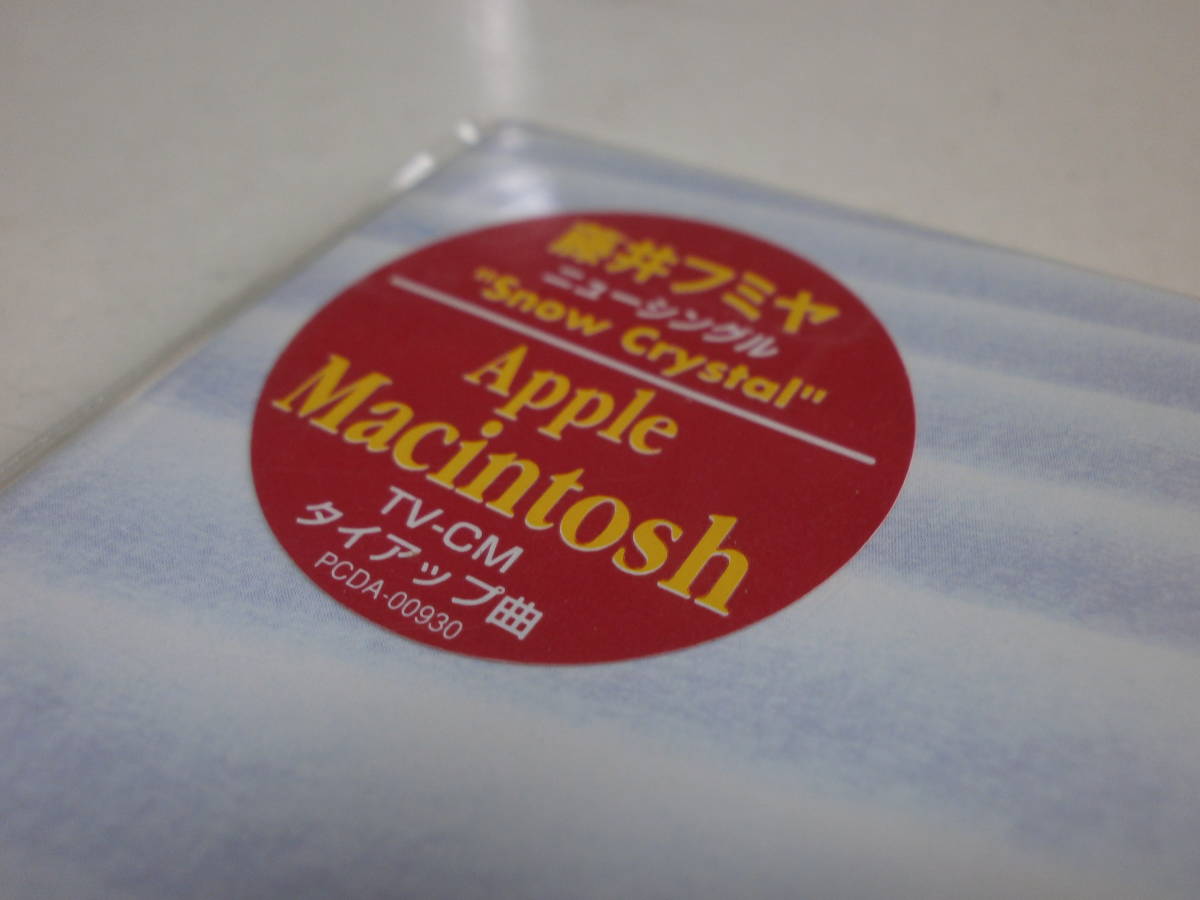 藤井フミヤ
ニューシングル
"Snow Crystal"
Apple
Macintosh
TV-CM
タイアップ曲
PCDA-00930